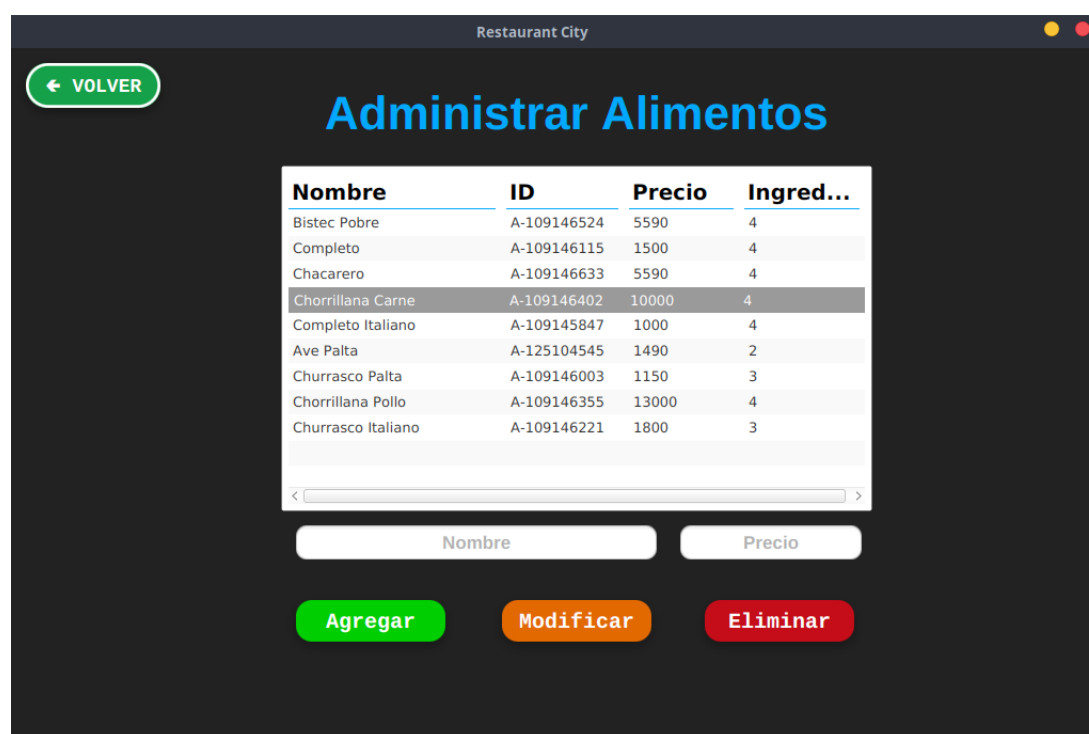 Restaurant City
VOLVER
Administrar Alimentos
Nombre ID Precio Ingred...
Bistec Pobre A-109146524 5590 4
Completo A-109146115 1500 4
Chacarero A-109146633 5590 4
Chorrillana Carne A-109146402 10000 4
Completo Italiano A-109145847 1000 4
Ave Palta A-125104545 1490 2
Churrasco Palta A-109146003 1150 3
Chorrillana Pollo A-109146355 13000 4
Churrasco Italiano A-109146221 1800 3
Nombre Precio
Agregar Modificar Eliminar